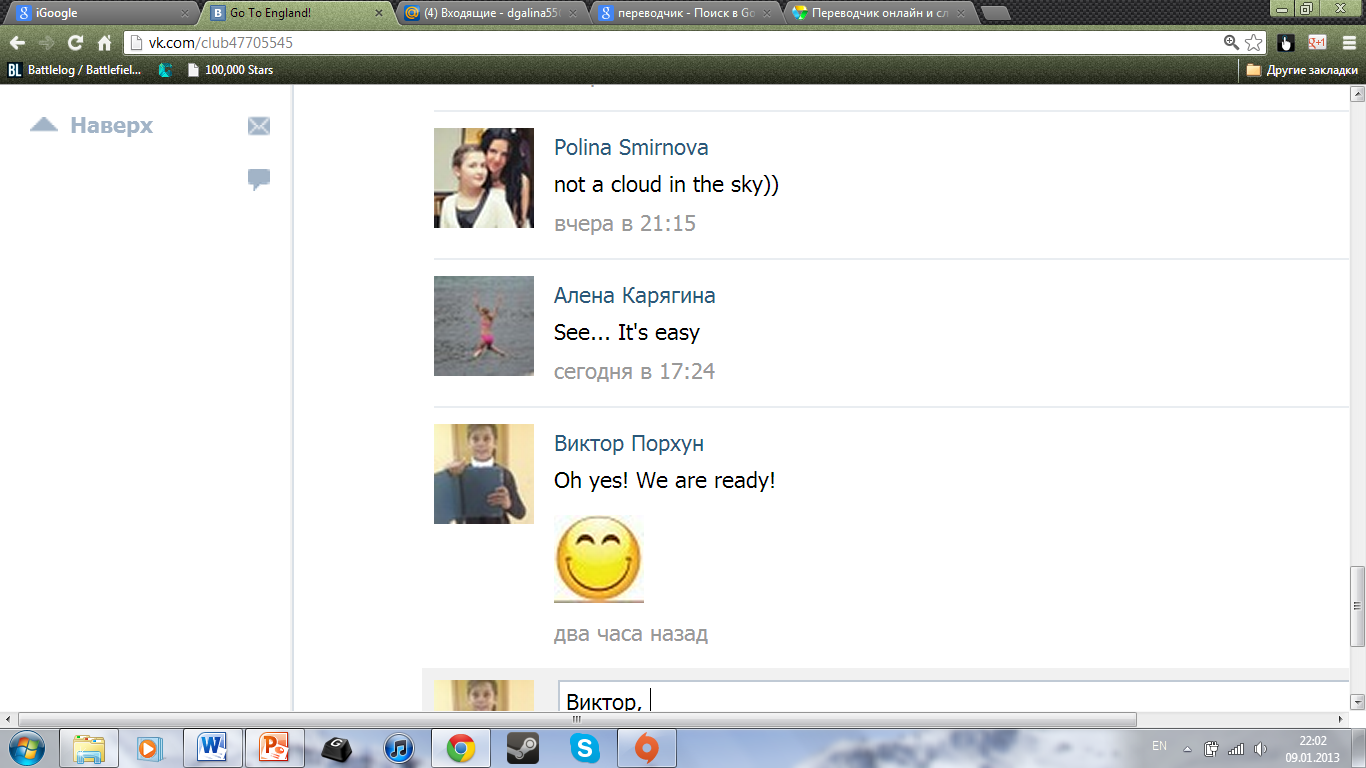 iGoogle
Go To England!
(4) Входящие - dgalina55
переводчик - Поиск в Go
Переводчик онлайн и сл
vk.com/club47705545
Battlelog / Battlefiel...
100,000 Stars
Другие закладки
Наверх
Polina Smirnova
not a cloud in the sky))
вчера в 21:15
Алена Карягина
See... It's easy
сегодня в 17:24
Виктор Порхун
Oh yes! We are ready!
два часа назад
Виктор,
EN
22:02
09.01.2013